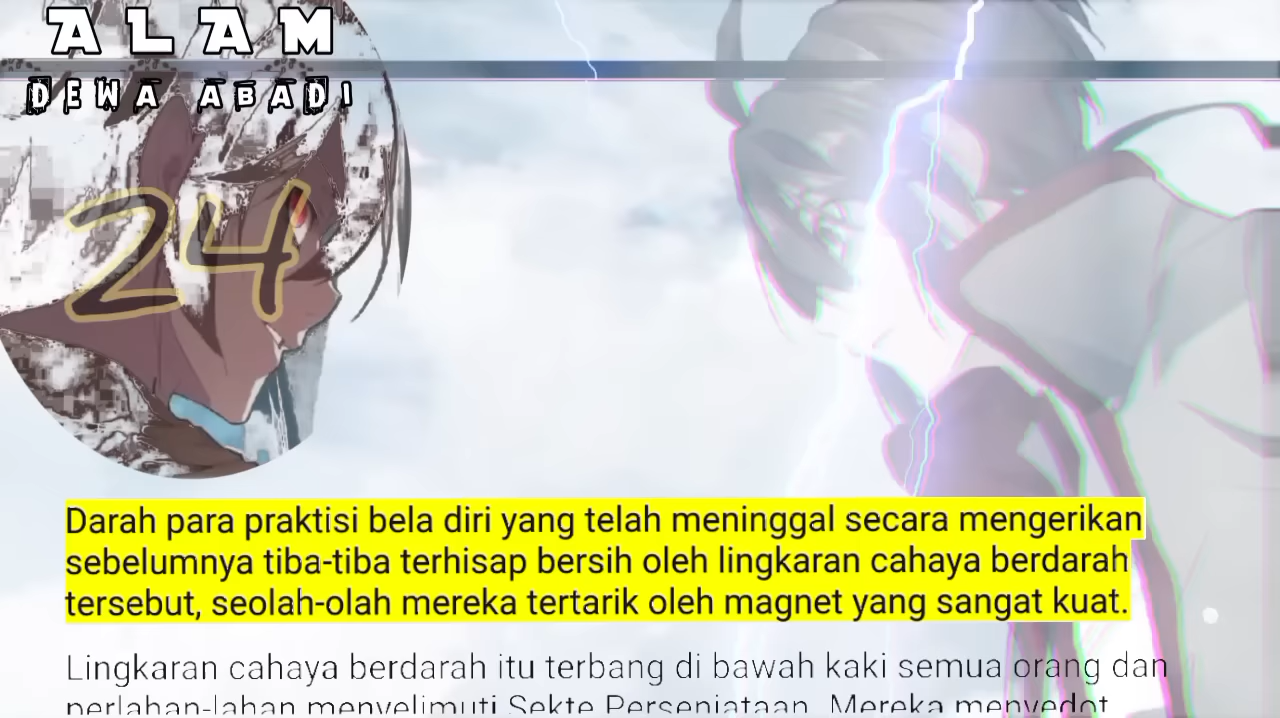 ALAM
DEWA ABADI
24
Darah para praktisi bela diri yang telah meninggal secara mengerikan
sebelumnya tiba-tiba terhisap bersih oleh lingkaran cahaya berdarah
tersebut, seolah-olah mereka tertarik oleh magnet yang sangat kuat.
Lingkaran cahaya berdarah itu terbang di bawah kaki semua orang dan
perlahan-lahan menyelimuti Sekte Persenjataan. Mereka menyedot